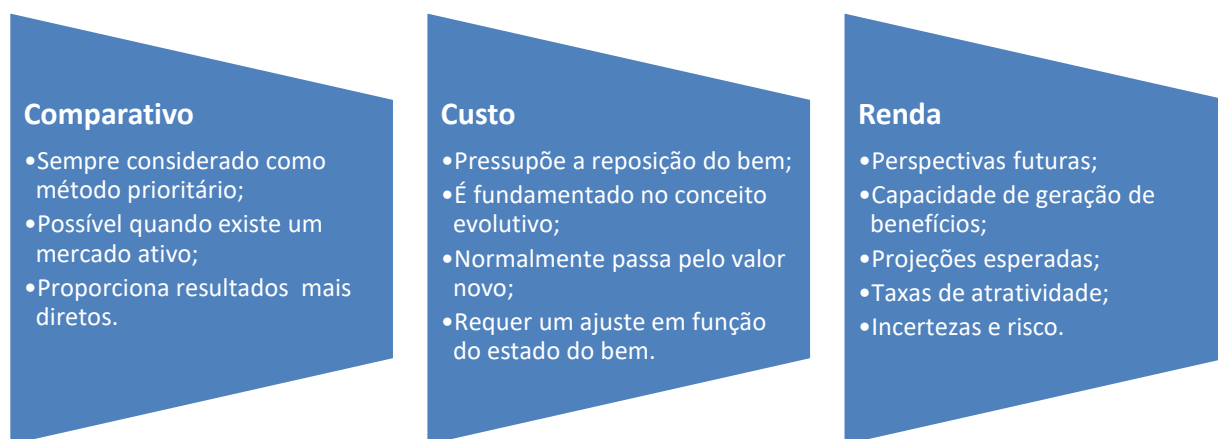 Comparativo
•Sempre considerado como
método prioritário;
•Possível quando existe um
mercado ativo;
•Proporciona resultados mais
diretos.
Custo
•Pressupõe a reposição do bem;
•É fundamentado no conceito
evolutivo;
•Normalmente passa pelo valor
novo;
•Requer um ajuste em função
do estado do bem.
Renda
•Perspectivas futuras;
•Capacidade de geração de
benefícios;
•Projeções esperadas;
•Taxas de atratividade;
•Incertezas e risco.